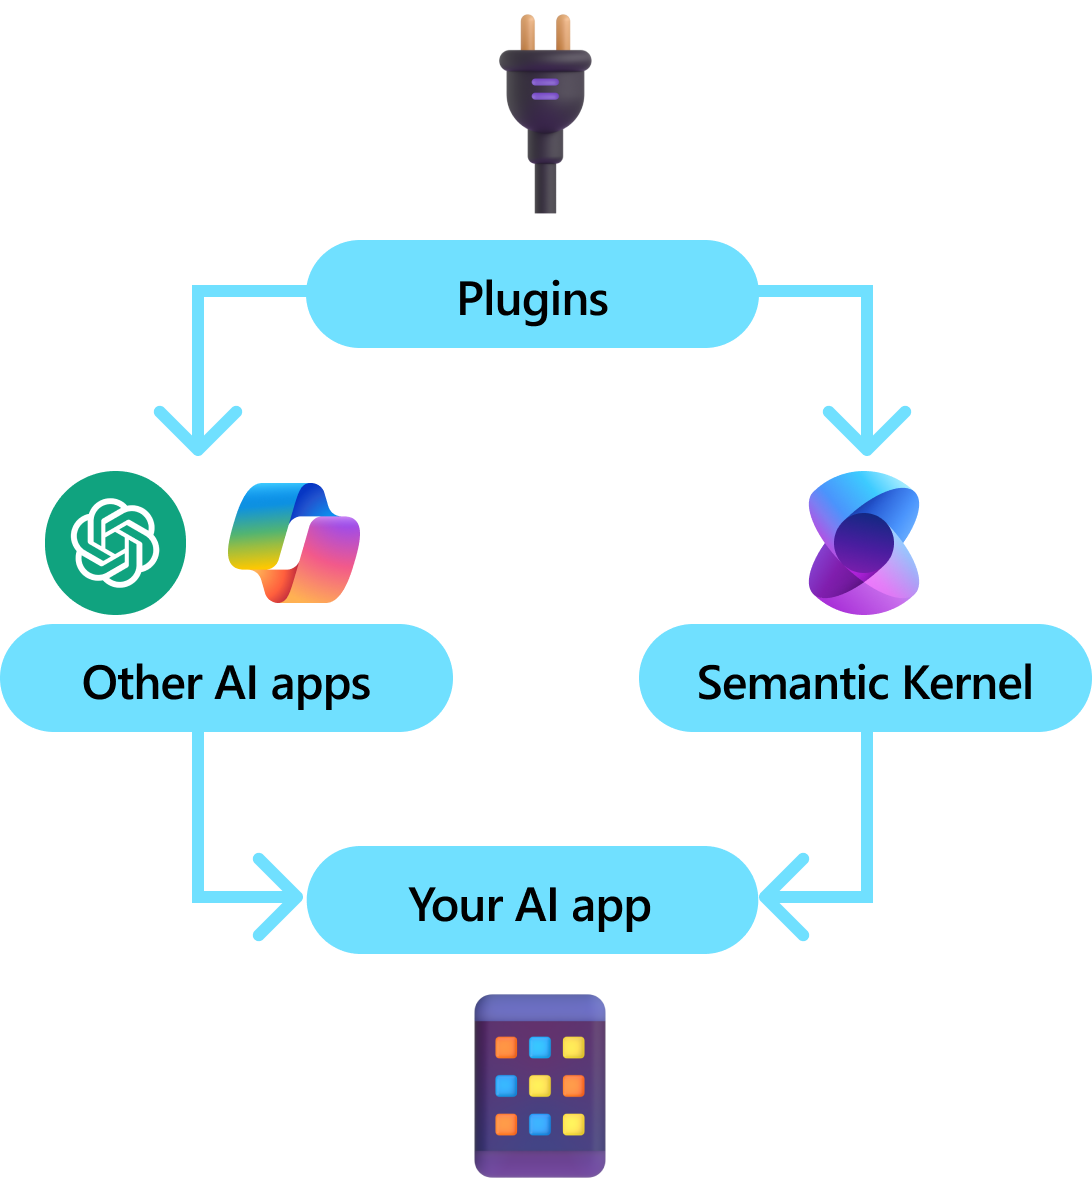 Plugins
Other AI apps
Semantic Kernel
Your AI app